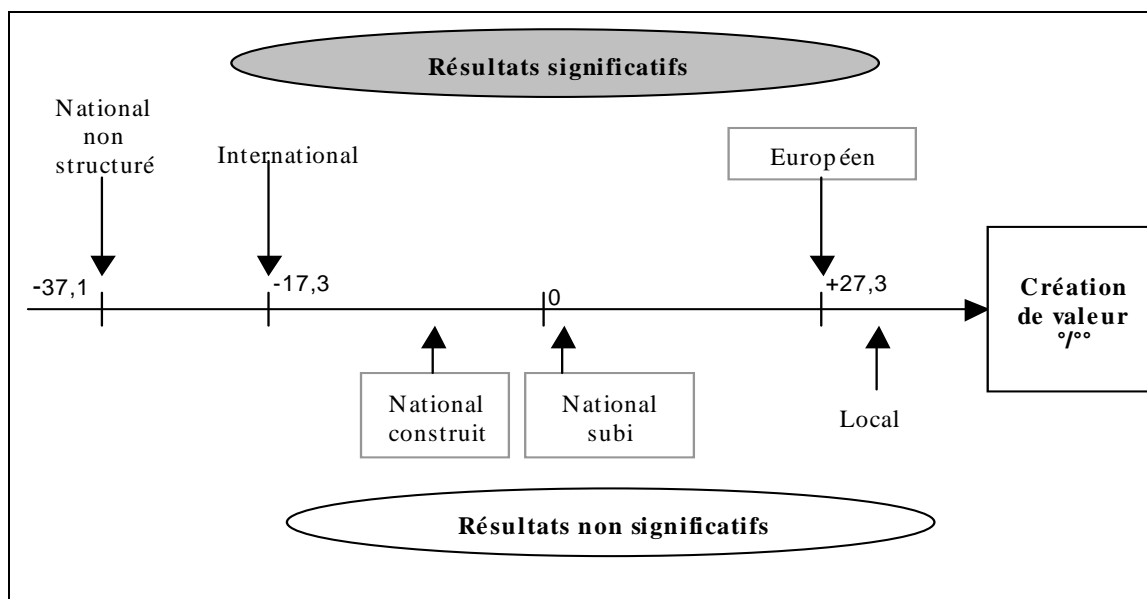 Résultats significatifs
National
non
structuré
International
Européen
-37,1
-17,3
0
+27,3
Création
de valeur
°/°°
National
construit
National
subi
Local
Résultats non significatifs